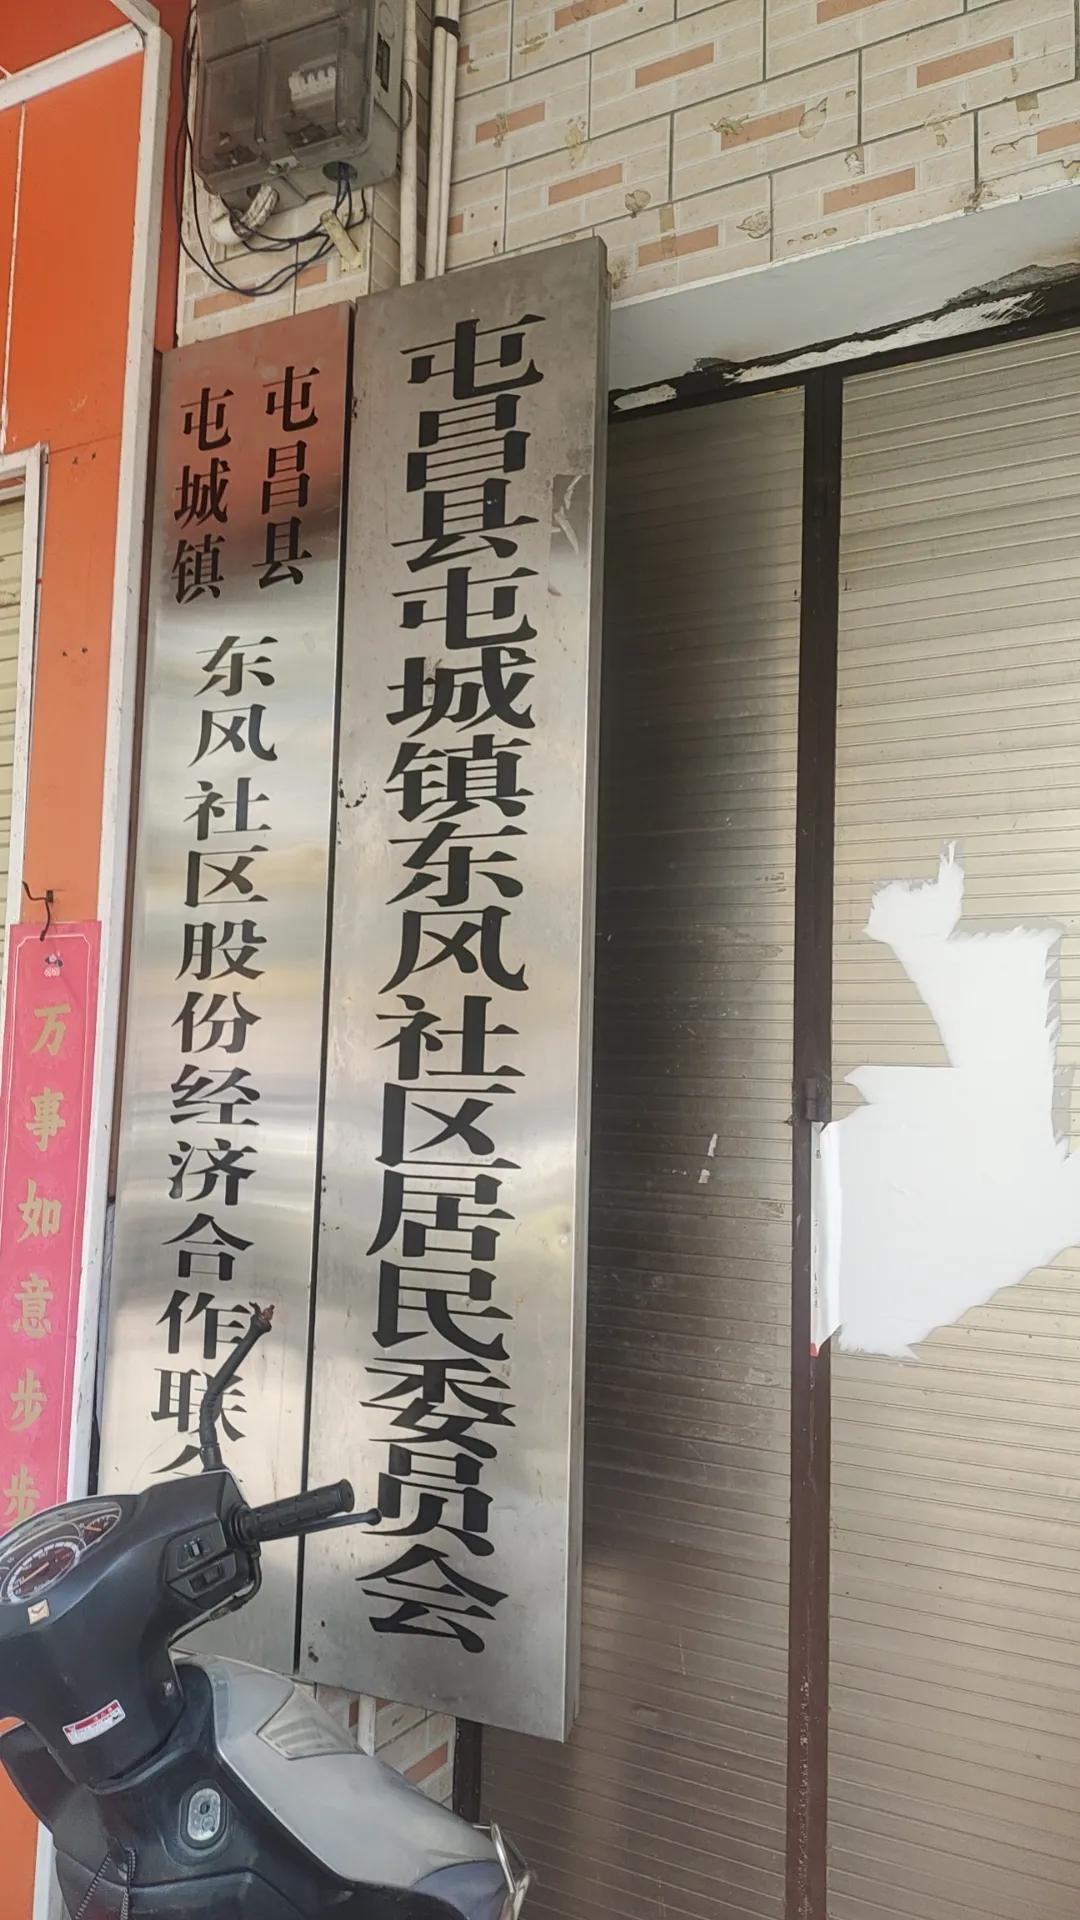 屯昌县屯城镇东风社区居民委员会
屯昌县
屯城镇
东风社区股份经济合作联
万事如意步步